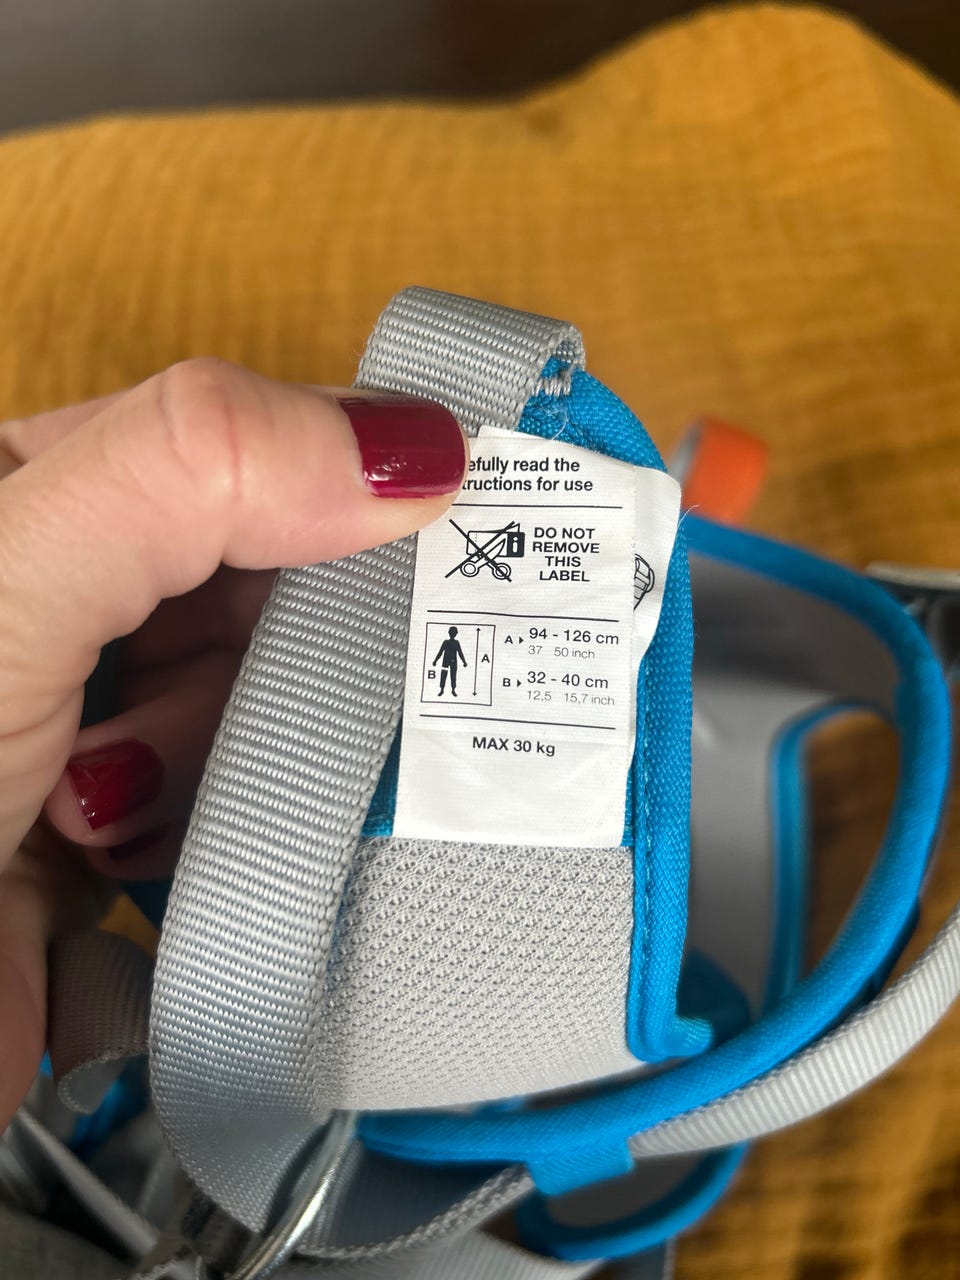 efully read the
tructions for use
DO NOT
REMOVE
THIS
LABEL
A
B
A 94 - 126 cm
37 50 inch
B 32 - 40 cm
12,5 15,7 inch
MAX 30 kg